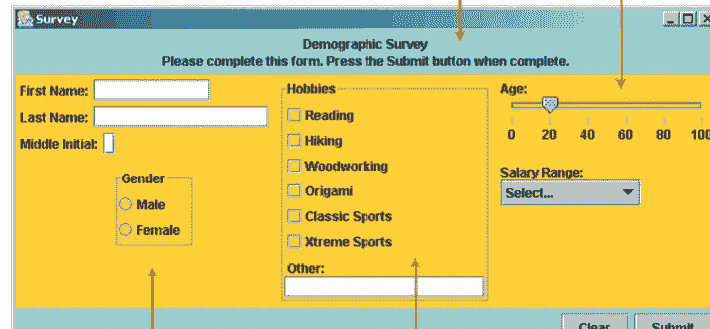 Survey
Demographic Survey
Please complete this form. Press the Submit button when complete.
First Name:
Last Name:
Middle Initial:
Gender
Male
Female
Hobbies
Reading
Hiking
Woodworking
Origami
Classic Sports
Xtreme Sports
Other:
Age:
0 20 40 60 80 100
Salary Range:
Select...
Clear Submit